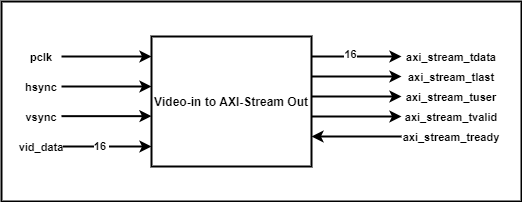 pclk
hsync
vsync
vid_data
16
Video-in to AXI-Stream Out
16
axi_stream_tdata
axi_stream_tlast
axi_stream_tuser
axi_stream_tvalid
axi_stream_tready